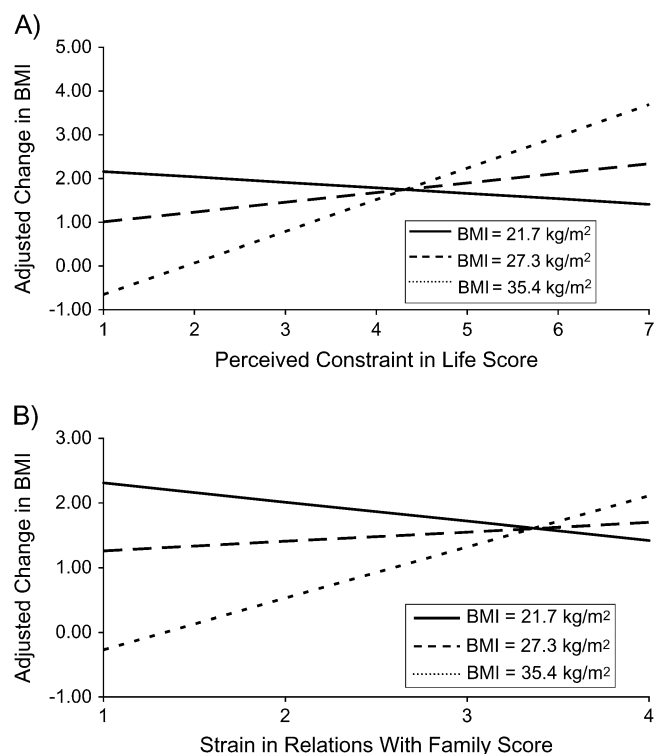 A)
5.00
4.00
3.00
2.00
1.00
0.00
-1.00
Adjusted Change in BMI
BMI = 21.7 kg/m²
BMI = 27.3 kg/m²
BMI = 35.4 kg/m²
1 2 3 4 5 6 7
Perceived Constraint in Life Score
B)
3.00
2.00
1.00
0.00
-1.00
Adjusted Change in BMI
BMI = 21.7 kg/m²
BMI = 27.3 kg/m²
BMI = 35.4 kg/m²
1 2 3 4
Strain in Relations With Family Score